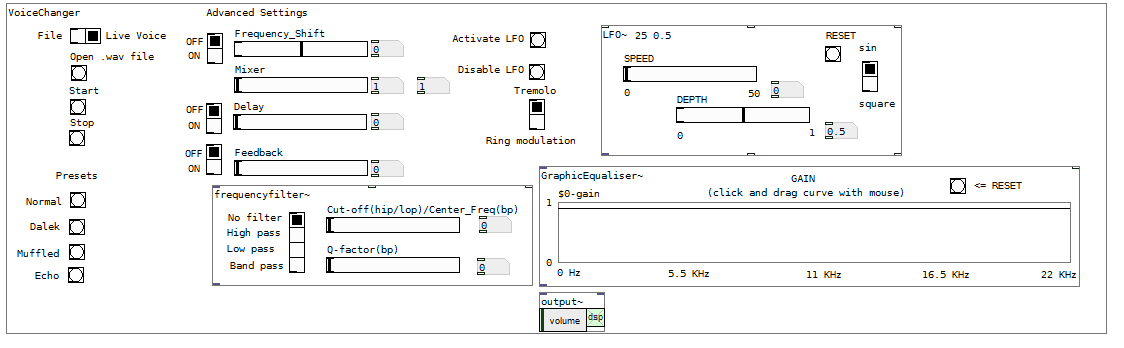 VoiceChanger
File
Live Voice
Open .wav file
Start
Stop
Presets
Normal
Dalek
Muffled
Echo
Advanced Settings
OFF
ON
Frequency_Shift
0
Mixer
1
1
OFF
ON
Delay
0
OFF
ON
Feedback
0
Activate LFO
Disable LFO
Tremolo
Ring modulation
LFO~ 25 0.5
RESET
SPEED
0
50
0
sin
square
DEPTH
0
1
0.5
frequencyfilter~
No filter
High pass
Low pass
Band pass
Cut-off(hip/lop)/Center_Freq(bp)
0
Q-factor(bp)
0
GraphicEqualiser~
GAIN
(click and drag curve with mouse)
<= RESET
$0-gain
1
0
0 Hz
5.5 KHz
11 KHz
16.5 KHz
22 KHz
output~
volume
dsp